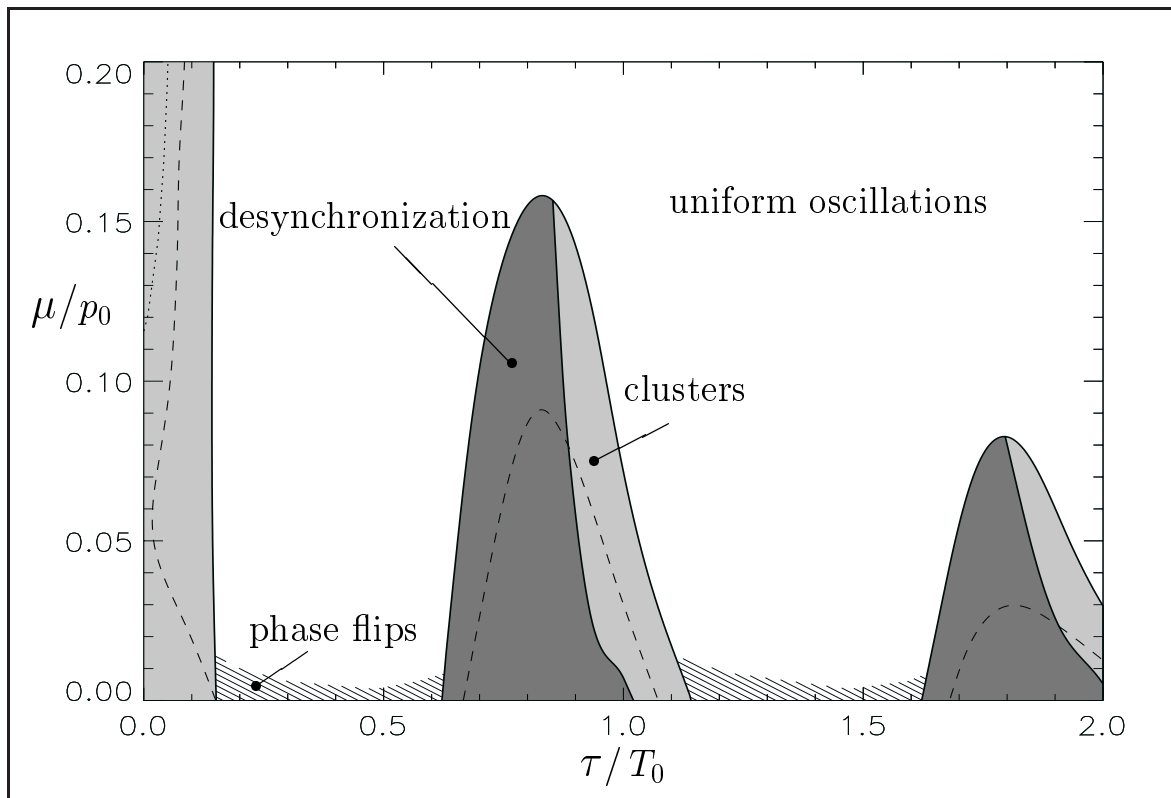 0.20
desynchronization
uniform oscillations
0.15
μ/p₀
0.10
clusters
0.05
phase flips
0.00
0.0 0.5 1.0 1.5 2.0
τ/T₀